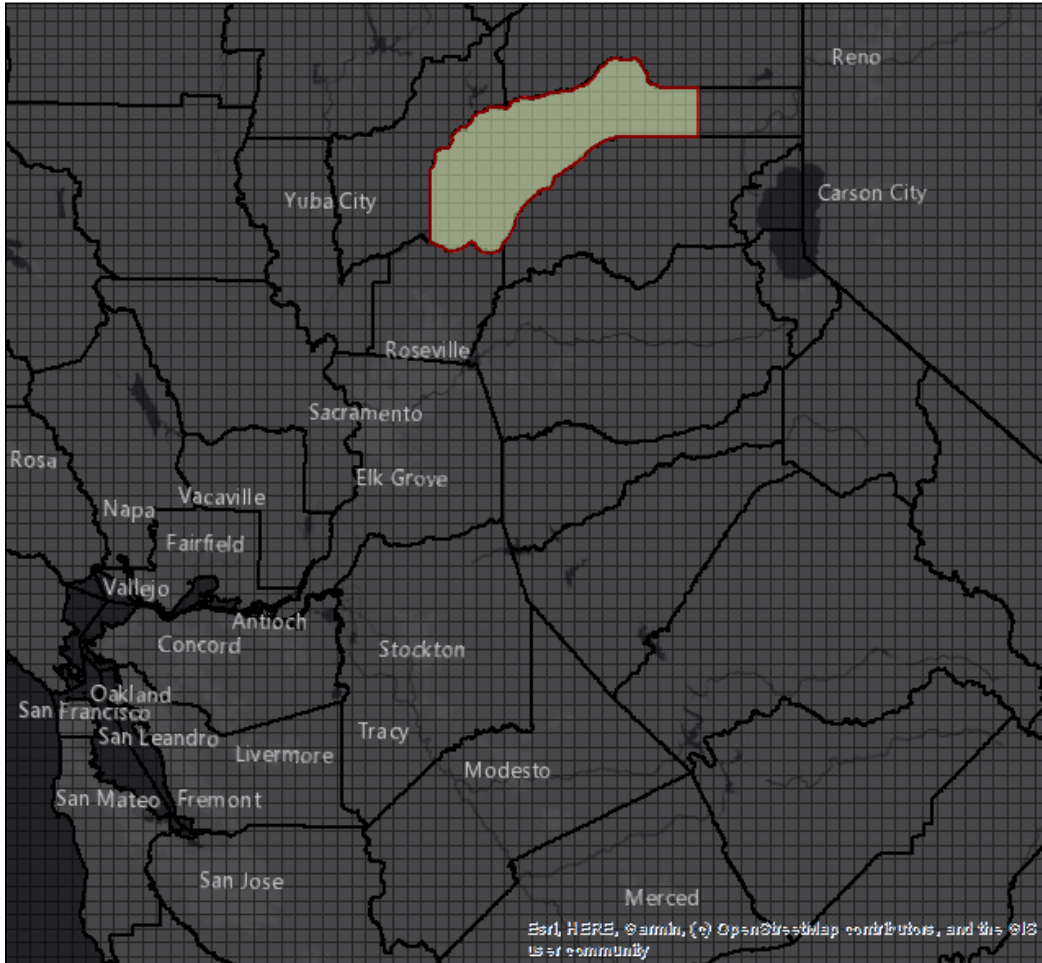 Reno
Yuba City
Carson City
Roseville
Sacramento
Rosa
Elk Grove
Vacaville
Napa
Fairfield
Vallejo
Antioch
Concord
Stockton
Oakland
San Francisco
Tracy
San Leandro
Livermore
Modesto
San Mateo
Fremont
San Jose
Merced
Esri, HERE, Garmin, (c) OpenStreetMap contributors, and the GIS
user community